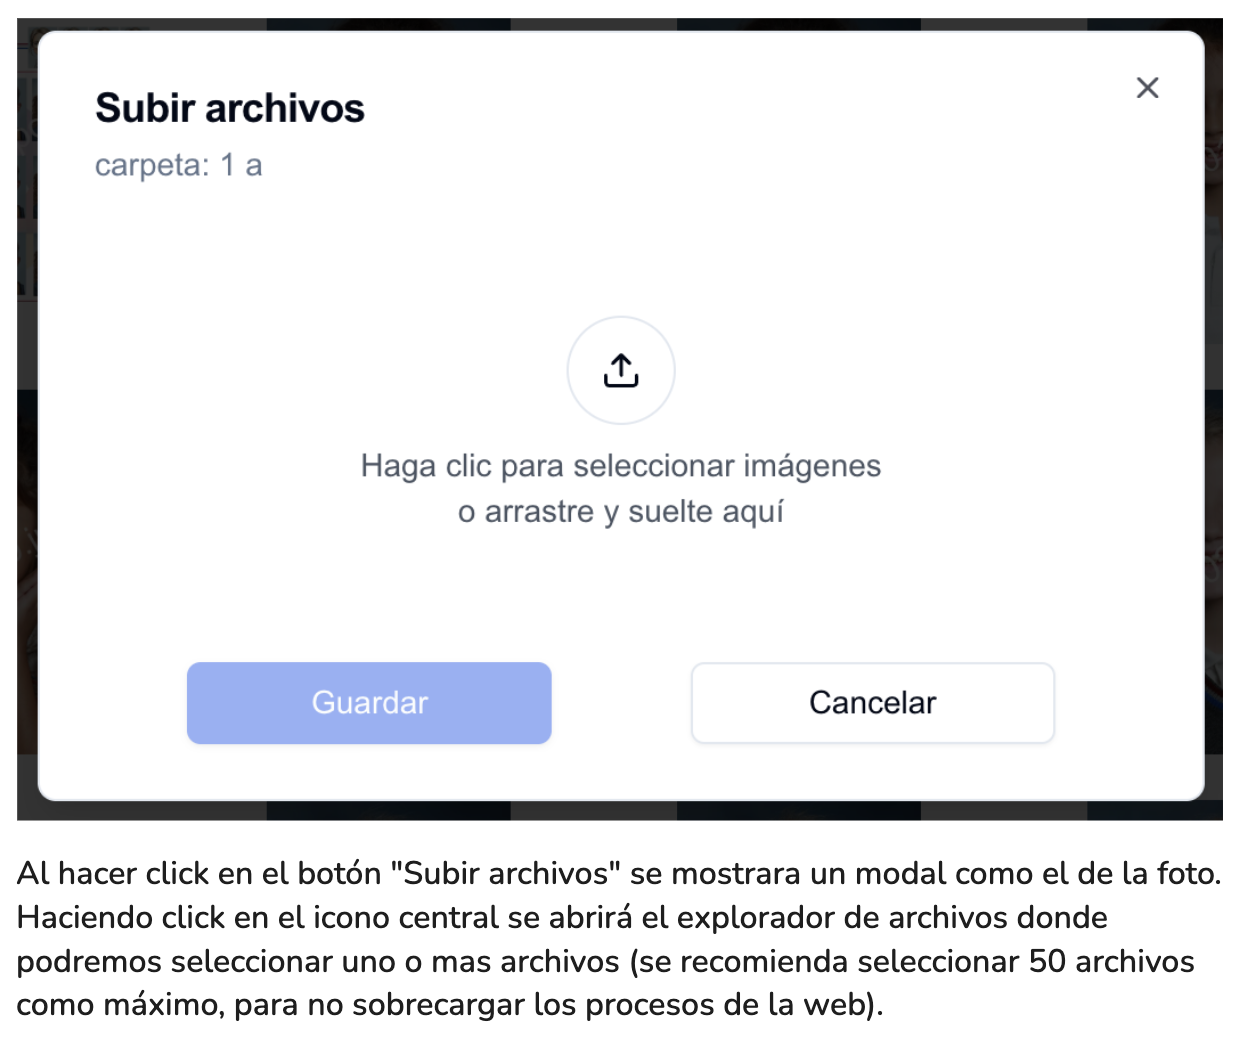 Subir archivos
carpeta: 1 a
Haga clic para seleccionar imágenes
o arrastre y suelte aquí
Guardar
Cancelar
Al hacer click en el botón "Subir archivos" se mostrara un modal como el de la foto.
Haciendo click en el icono central se abrirá el explorador de archivos donde
podremos seleccionar uno o mas archivos (se recomienda seleccionar 50 archivos
como máximo, para no sobrecargar los procesos de la web).